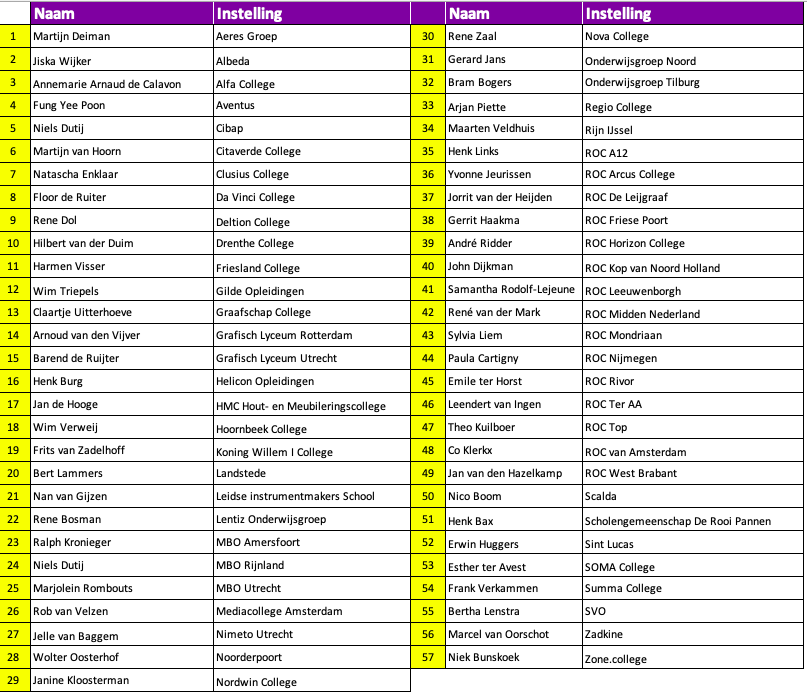 Naam Instelling Naam Instelling
1 Martijn Deiman Aeres Groep 30 Rene Zaal Nova College
2 Jiska Wijker Albeda 31 Gerard Jans Onderwijsgroep Noord
3 Annemarie Arnaud de Calavon Alfa College 32 Bram Bogers Onderwijsgroep Tilburg
4 Fung Yee Poon Aventus 33 Arjan Piette Regio College
5 Niels Dutij Cibap 34 Maarten Veldhuis Rijn IJssel
6 Martijn van Hoorn Citaverde College 35 Henk Links ROC A12
7 Natascha Enklaar Clusius College 36 Yvonne Jeurissen ROC Arcus College
8 Floor de Ruiter Da Vinci College 37 Jorrit van der Heijden ROC De Leijgraaf
9 Rene Dol Deltion College 38 Gerrit Haakma ROC Friese Poort
10 Hilbert van der Duim Drenthe College 39 André Ridder ROC Horizon College
11 Harmen Visser Friesland College 40 John Dijkman ROC Kop van Noord Holland
12 Wim Triepels Gilde Opleidingen 41 Samantha Rodolf-Lejeune ROC Leeuwenborgh
13 Claartje Uitterhoeve Graafschap College 42 René van der Mark ROC Midden Nederland
14 Arnoud van den Vijver Grafisch Lyceum Rotterdam 43 Sylvia Liem ROC Mondriaan
15 Barend de Ruijter Grafisch Lyceum Utrecht 44 Paula Cartigny ROC Nijmegen
16 Henk Burg Helicon Opleidingen 45 Emile ter Horst ROC Rivor
17 Jan de Hooge HMC Hout- en Meubileringscollege 46 Leendert van Ingen ROC Ter AA
18 Wim Verweij Hoornbeek College 47 Theo Kuilboer ROC Top
19 Frits van Zadelhoff Koning Willem I College 48 Co Klerkx ROC van Amsterdam
20 Bert Lammers Landstede 49 Jan van den Hazelkamp ROC West Brabant
21 Nan van Gijzen Leidse instrumentmakers School 50 Nico Boom Scalda
22 Rene Bosman Lentiz Onderwijsgroep 51 Henk Bax Scholengemeenschap De Rooi Pannen
23 Ralph Kronieger MBO Amersfoort 52 Erwin Huggers Sint Lucas
24 Niels Dutij MBO Rijnland 53 Esther ter Avest SOMA College
25 Marjolein Rombouts MBO Utrecht 54 Frank Verkammen Summa College
26 Rob van Velzen Mediacollege Amsterdam 55 Bertha Lenstra SVO
27 Jelle van Baggem Nimeto Utrecht 56 Marcel van Oorschot Zadkine
28 Wolter Oosterhof Noorderpoort 57 Niek Bunskoek Zone.college
29 Janine Kloosterman Nordwin College